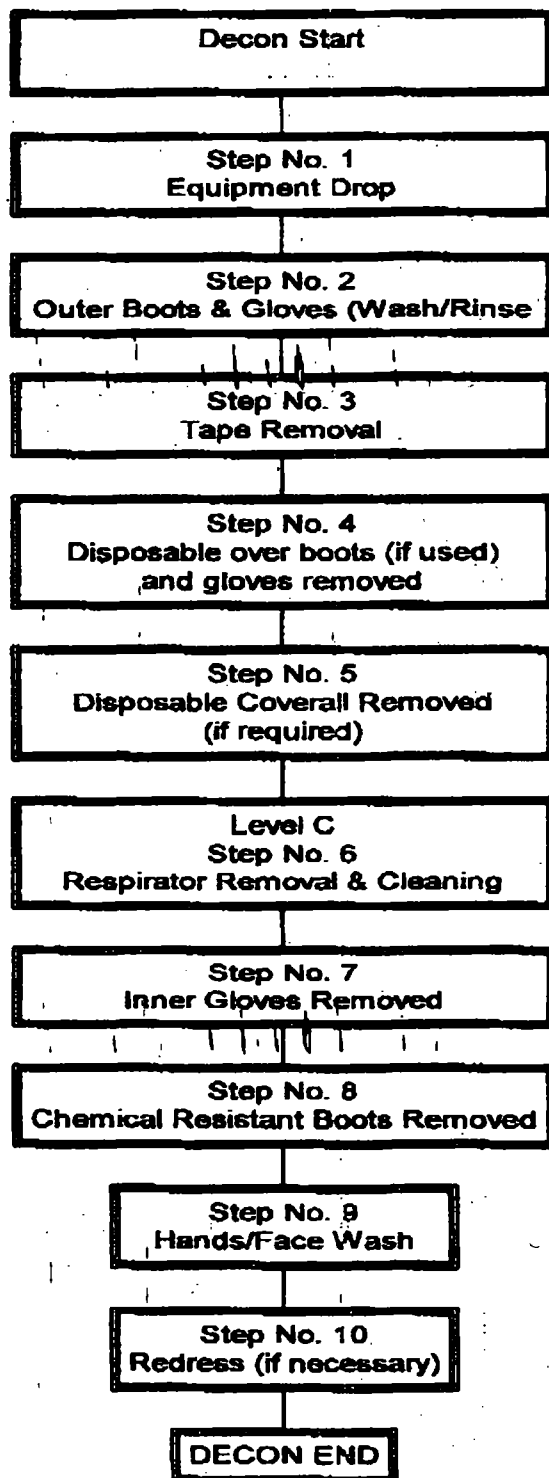 Decon Start
Step No. 1
Equipment Drop
Step No. 2
Outer Boots & Gloves (Wash/Rinse
Step No. 3
Tape Removal
Step No. 4
Disposable over boots (if used)
and gloves removed
Step No. 5
Disposable Coverall Removed
(if required)
Level C
Step No. 6
Respirator Removal & Cleaning
Step No. 7
Inner Gloves Removed
Step No. 8
Chemical Resistant Boots Removed
Step No. 9
Hands/Face Wash
Step No. 10
Redress (if necessary)
DECON END